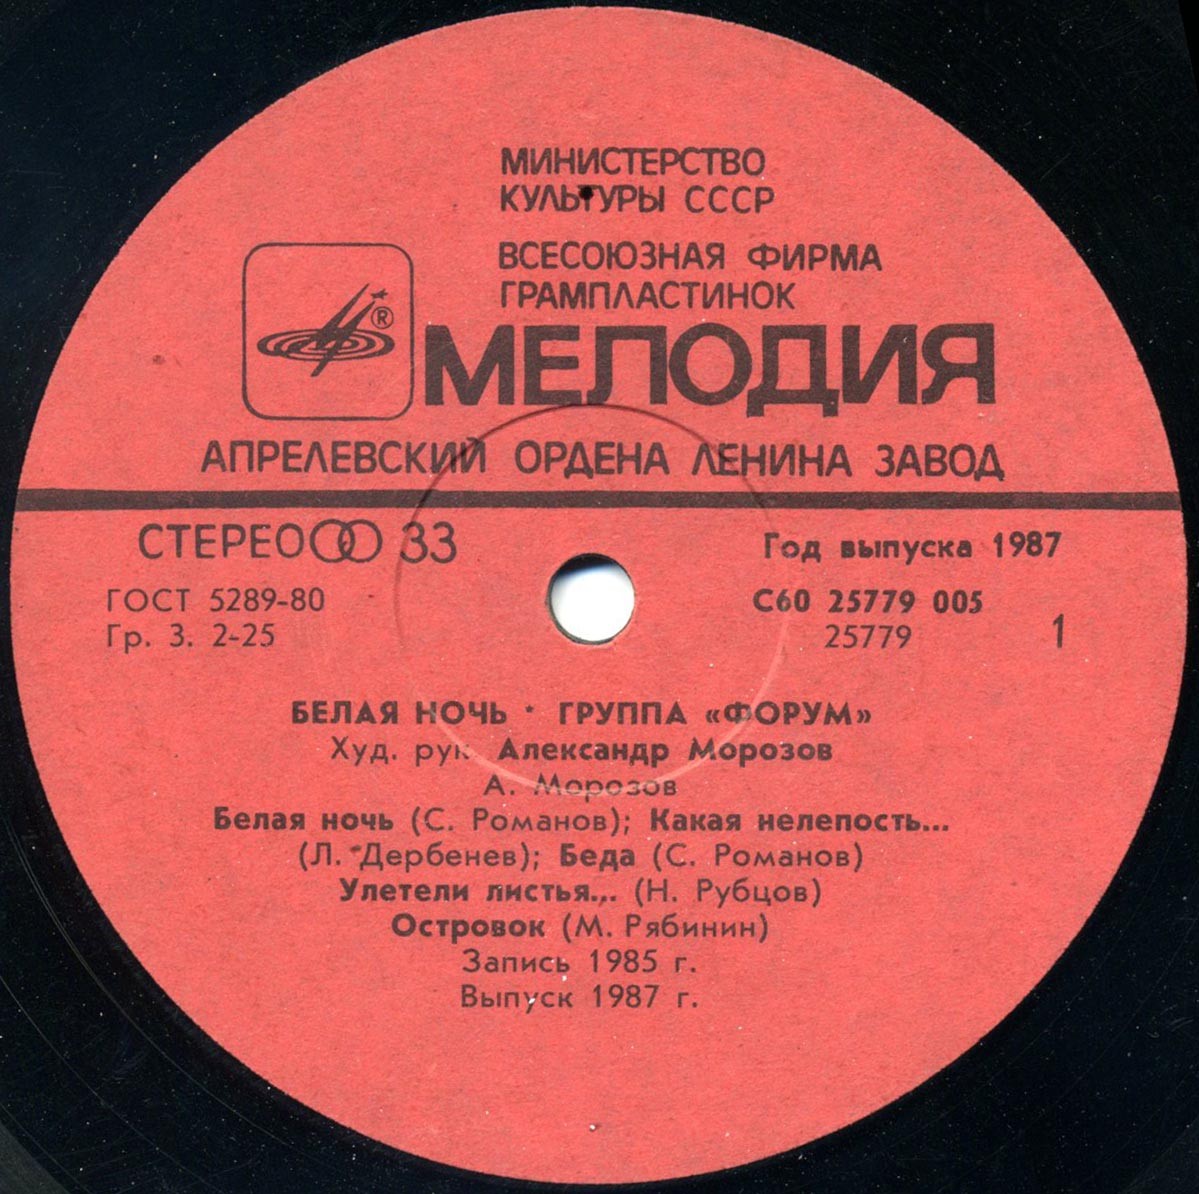 МИНИСТЕРСТВО
КУЛЬТУРЫ СССР
ВСЕСОЮЗНАЯ ФИРМА
ГРАМПЛАСТИНОК
®
МЕЛОДИЯ
АПРЕЛЕВСКИЙ ОРДЕНА ЛЕНИНА ЗАВОД
СТЕРЕО 33
Год выпуска 1987
ГОСТ 5289-80
Гр. 3. 2-25
С60 25779 005
25779
1
БЕЛАЯ НОЧЬ • ГРУППА «ФОРУМ»
Худ. рук. Александр Морозов
А. Морозов
Белая ночь (С. Романов); Какая нелепость...
(Л. Дербенев); Беда (С. Романов)
Улетели листья... (Н. Рубцов)
Островок (М. Рябинин)
Запись 1985 г.
Выпуск 1987 г.